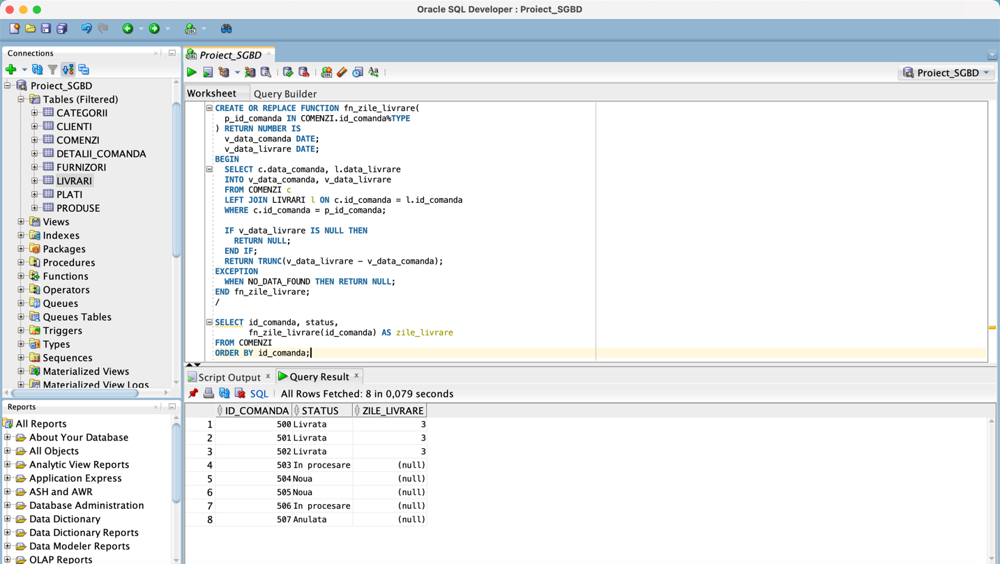 Oracle SQL Developer : Proiect_SGBD
Connections
Proiect_SGBD
Tables (Filtered)
CATEGORII
CLIENTI
COMENZI
DETALII_COMANDA
FURNIZORI
LIVRARI
PLATI
PRODUSE
Views
Indexes
Packages
Procedures
Functions
Operators
Queues
Queues Tables
Triggers
Types
Sequences
Materialized Views
Materialized View Logs
Reports
All Reports
About Your Database
All Objects
Analytic View Reports
Application Express
ASH and AWR
Database Administration
Data Dictionary
Data Dictionary Reports
Data Modeler Reports
OLAP Reports
Proiect_SGBD
Proiect_SGBD
Worksheet Query Builder
CREATE OR REPLACE FUNCTION fn_zile_livrare(
p_id_comanda IN COMENZI.id_comanda%TYPE
) RETURN NUMBER IS
v_data_comanda DATE;
v_data_livrare DATE;
BEGIN
SELECT c.data_comanda, l.data_livrare
INTO v_data_comanda, v_data_livrare
FROM COMENZI c
LEFT JOIN LIVRARI l ON c.id_comanda = l.id_comanda
WHERE c.id_comanda = p_id_comanda;
IF v_data_livrare IS NULL THEN
RETURN NULL;
END IF;
RETURN TRUNC(v_data_livrare - v_data_comanda);
EXCEPTION
WHEN NO_DATA_FOUND THEN RETURN NULL;
END fn_zile_livrare;
/
SELECT id_comanda, status,
fn_zile_livrare(id_comanda) AS zile_livrare
FROM COMENZI
ORDER BY id_comanda;
Script Output Query Result
SQL All Rows Fetched: 8 in 0,079 seconds
ID_COMANDA STATUS ZILE_LIVRARE
1 500 Livrata 3
2 501 Livrata 3
3 502 Livrata 3
4 503 In procesare (null)
5 504 Noua (null)
6 505 Noua (null)
7 506 In procesare (null)
8 507 Anulata (null)